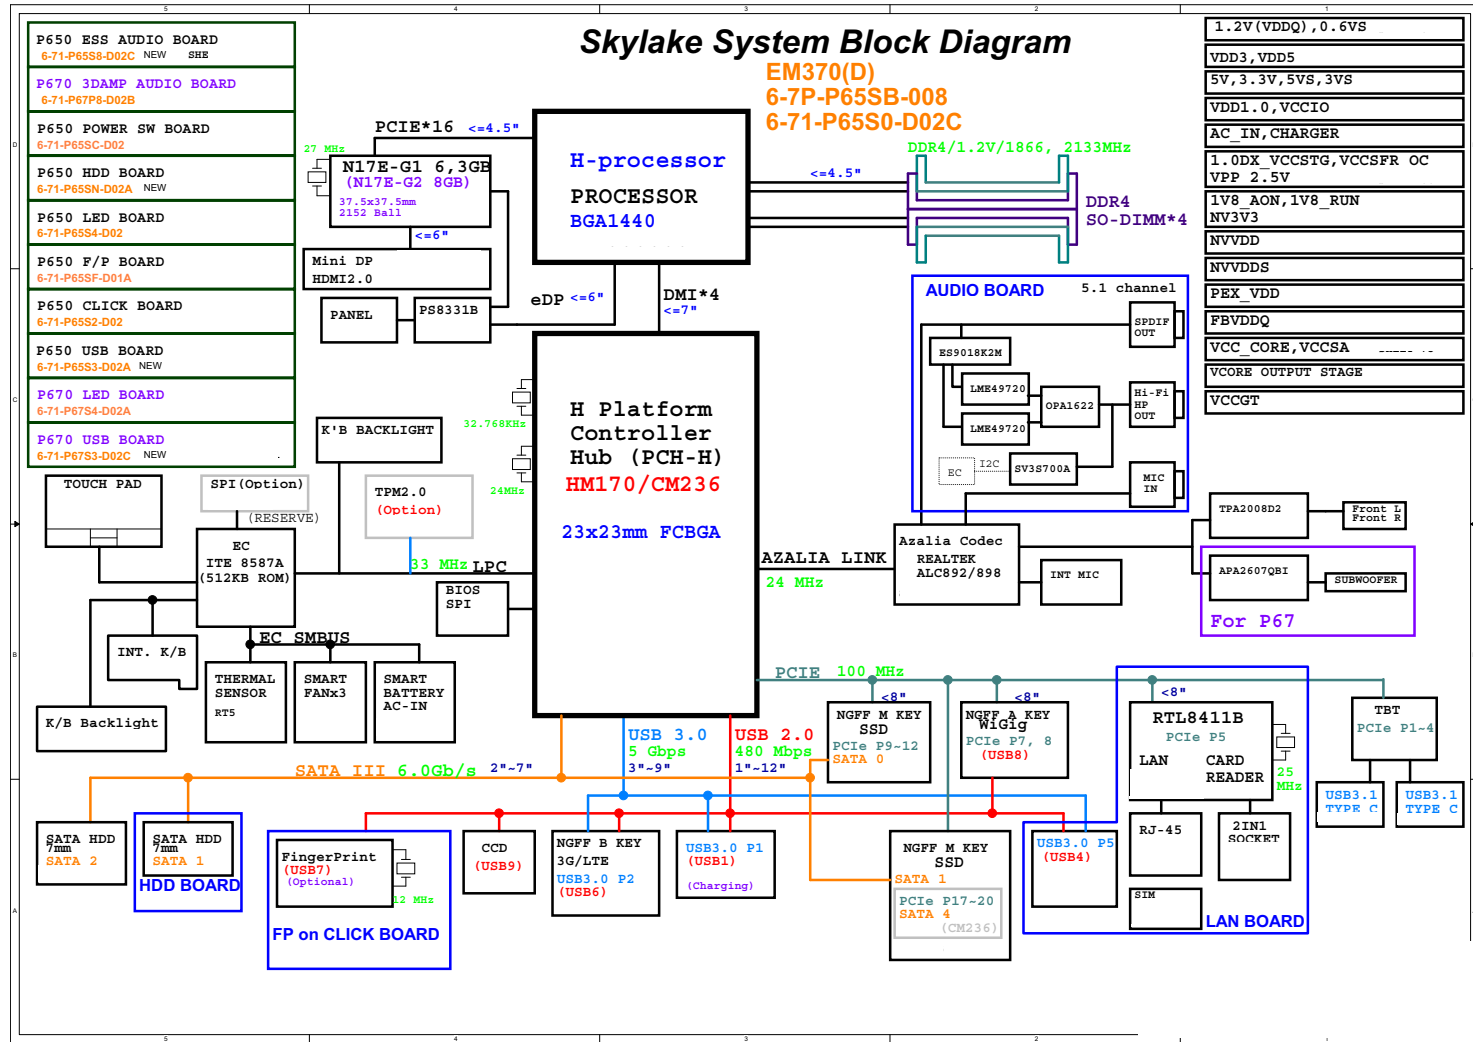 Skylake System Block Diagram
EM370(D)
6-7P-P65SB-008
6-71-P65S0-D02C
P650 ESS AUDIO BOARD
6-71-P65S8-D02C NEW SHE
P670 3DAMP AUDIO BOARD
6-71-P67P8-D02B
P650 POWER SW BOARD
6-71-P65SC-D02
P650 HDD BOARD
6-71-P65SN-D02A NEW
P650 LED BOARD
6-71-P65S4-D02
P650 F/P BOARD
6-71-P65SF-D01A
P650 CLICK BOARD
6-71-P65S2-D02
P650 USB BOARD
6-71-P65S3-D02A NEW
P670 LED BOARD
6-71-P67S4-D02A
P670 USB BOARD
6-71-P67S3-D02C NEW
1.2V(VDDQ),0.6VS
VDD3,VDD5
5V,3.3V,5VS,3VS
VDD1.0,VCCIO
AC_IN,CHARGER
1.0DX_VCCSTG,VCCSFR OC
VPP 2.5V
1V8_AON,1V8_RUN
NV3V3
NVVDD
NVVDDS
PEX_VDD
FBVDDQ
VCC_CORE,VCCSA
VCORE OUTPUT STAGE
VCCGT
PCIE*16 <=4.5"
27 MHz
N17E-G1 6,3GB
(N17E-G2 8GB)
37.5x37.5mm
2152 Ball
<=6"
Mini DP
HDMI2.0
PANEL
PS8331B
eDP <=6"
DMI*4
<=7"
H-processor
PROCESSOR
BGA1440
<=4.5"
DDR4/1.2V/1866, 2133MHz
DDR4
SO-DIMM*4
AUDIO BOARD
5.1 channel
SPDIF
OUT
ES9018K2M
LME49720
OPA1622
LME49720
Hi-Fi
HP
OUT
EC
I2C
SV3S700A
MIC
IN
H Platform
Controller
Hub (PCH-H)
HM170/CM236
23x23mm FCBGA
32.768KHz
24MHz
K'B BACKLIGHT
TOUCH PAD
SPI(Option)
(RESERVE)
TPM2.0
(Option)
EC
ITE 8587A
(512KB ROM)
33 MHz LPC
BIOS
SPI
EC SMBUS
INT. K/B
K/B Backlight
THERMAL
SENSOR
RT5
SMART
FANx3
SMART
BATTERY
AC-IN
AZALIA LINK
24 MHz
Azalia Codec
REALTEK
ALC892/898
INT MIC
TPA2008D2
Front L
Front R
APA2607QBI
SUBWOOFER
For P67
PCIE 100 MHz
<8"
NGFF M KEY
SSD
PCIe P9~12
SATA 0
<8"
NGFF A KEY
WiGig
PCIe P7, 8
(USB8)
<8"
RTL8411B
PCIe P5
LAN
CARD
READER
25
MHz
RJ-45
2IN1
SOCKET
SIM
LAN BOARD
TBT
PCIe P1~4
USB3.1
TYPE C
USB3.1
TYPE C
USB 3.0
5 Gbps
3"~9"
USB 2.0
480 Mbps
1"~12"
SATA III 6.0Gb/s 2"~7"
SATA HDD
7mm
SATA 2
SATA HDD
7mm
SATA 1
HDD BOARD
FingerPrint
(USB7)
(Optional)
12 MHz
FP on CLICK BOARD
CCD
(USB9)
NGFF B KEY
3G/LTE
USB3.0 P2
(USB6)
USB3.0 P1
(USB1)
(Charging)
NGFF M KEY
SSD
SATA 1
PCIe P17~20
SATA 4
(CM236)
USB3.0 P5
(USB4)
5
4
3
2
1
D
C
B
A
D
5
4
3
2